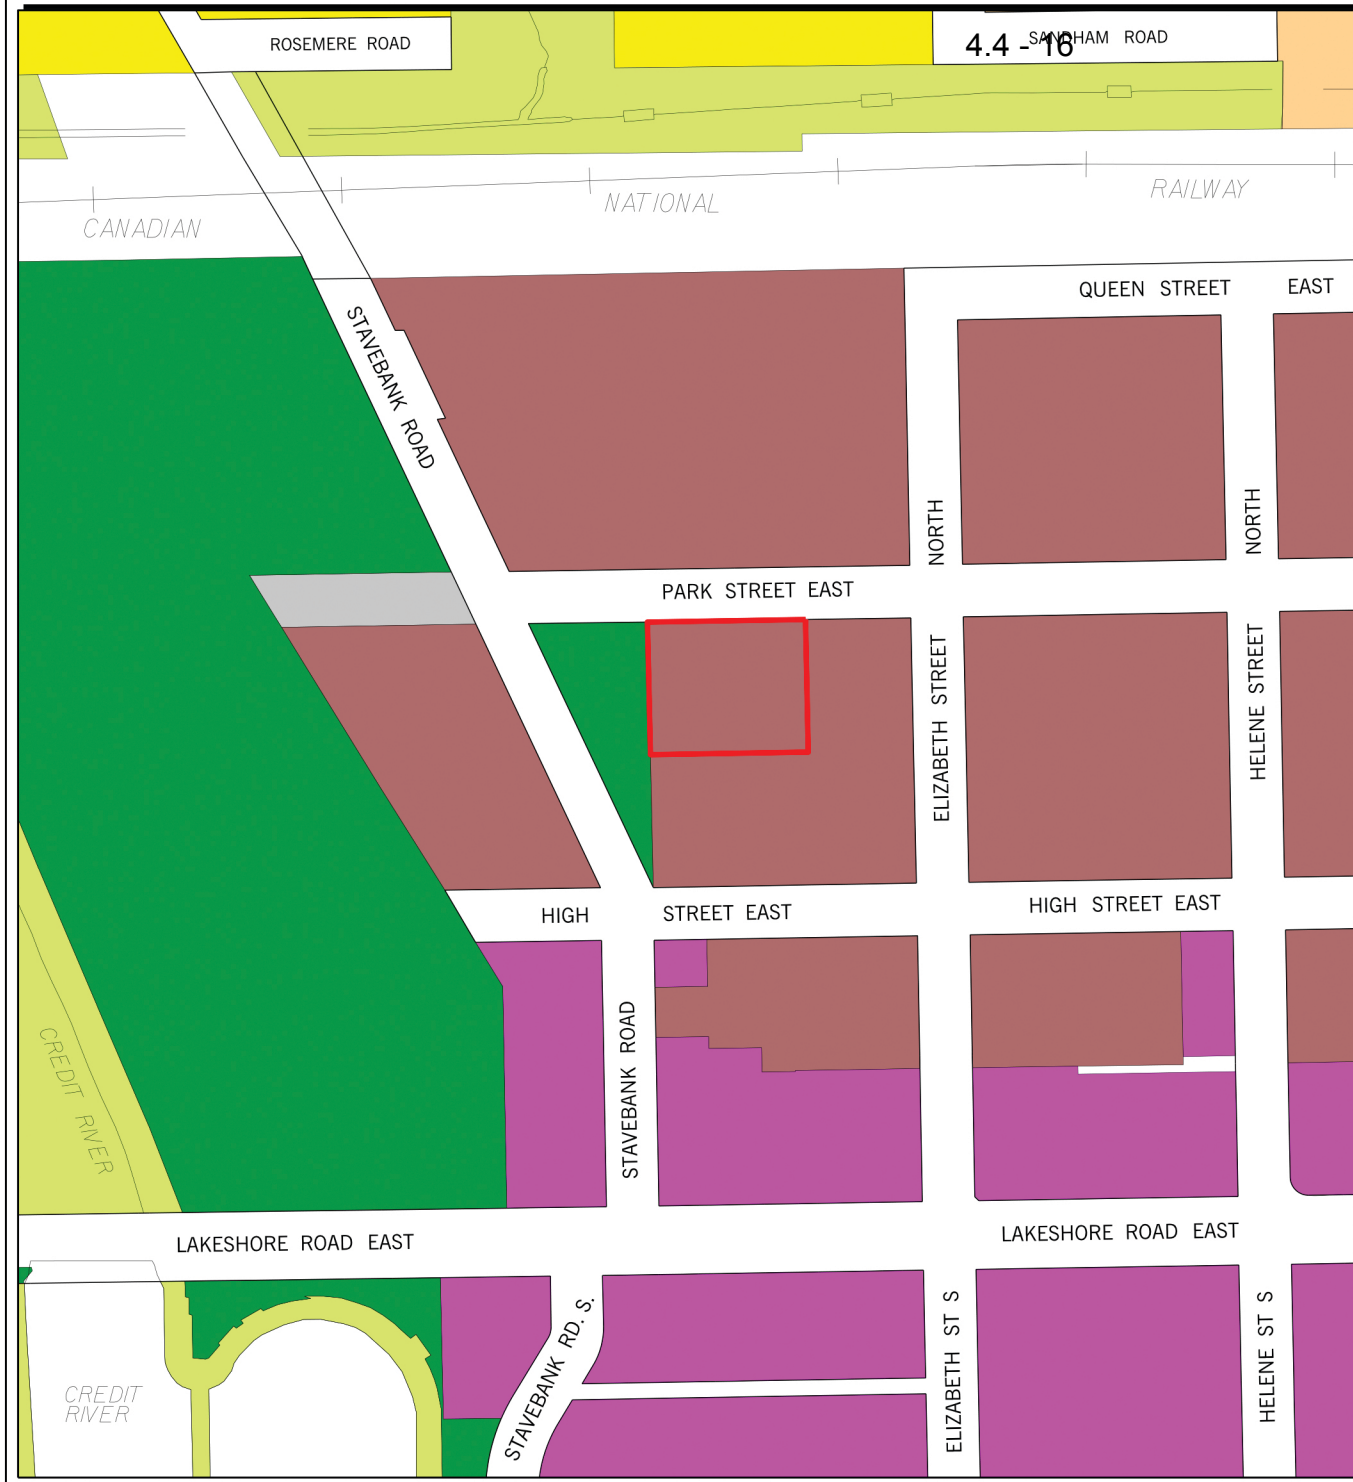 ROSEMERE ROAD
4.4 - 16
SANDHAM ROAD
CANADIAN
NATIONAL
RAILWAY
QUEEN STREET EAST
STAVEBANK ROAD
NORTH
NORTH
PARK STREET EAST
ELIZABETH STREET
HELENE STREET
HIGH STREET EAST
HIGH STREET EAST
CREDIT RIVER
STAVEBANK ROAD
LAKESHORE ROAD EAST
LAKESHORE ROAD EAST
STAVEBANK RD. S.
ELIZABETH ST S
HELENE ST S
CREDIT
RIVER